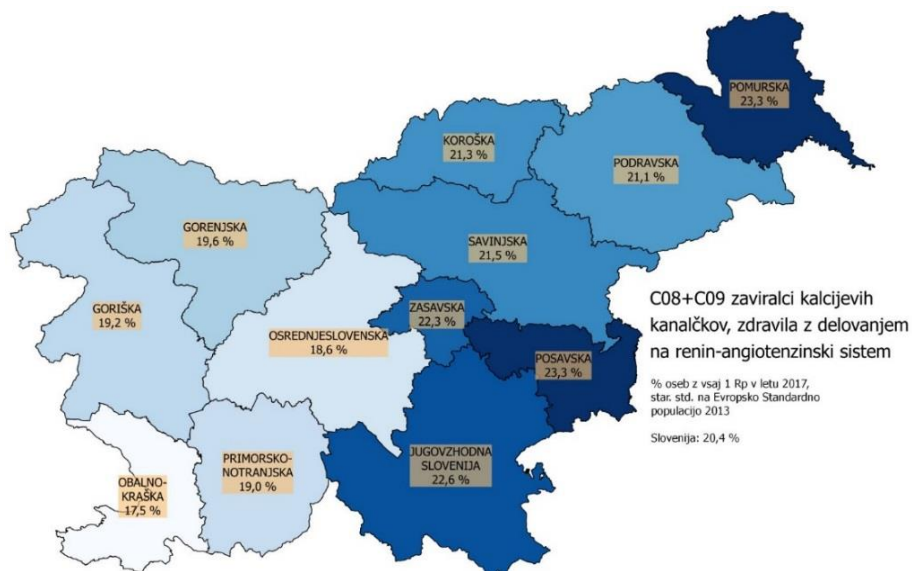 POMURSKA
23,3 %
KOROŠKA
21,3 %
PODRAVSKA
21,1 %
GORENJSKA
19,6 %
SAVINJSKA
21,5 %
GORIŠKA
19,2 %
ZASAVSKA
22,3 %
OSREDNJESLOVENSKA
18,6 %
POSAVSKA
23,3 %
JUGOVZHODNA
SLOVENIJA
22,6 %
PRIMORSKO-
NOTRANJSKA
19,0 %
OBALNO-
KRAŠKA
17,5 %
C08+C09 zaviralci kalcijevih
kanalčkov, zdravila z delovanjem
na renin-angiotenzinski sistem
% oseb z vsaj 1 Rp v letu 2017,
star. std. na Evropsko Standardno
populacijo 2013
Slovenija: 20,4 %